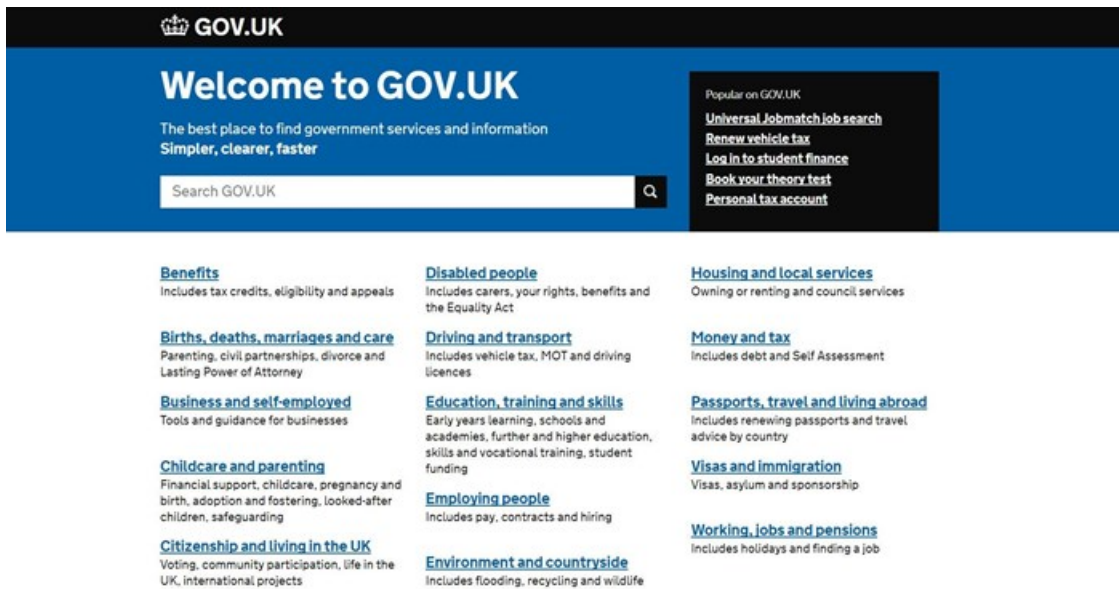 GOV.UK
Welcome to GOV.UK
The best place to find government services and information
Simpler, clearer, faster
Search GOV.UK
Popular on GOV.UK
Universal Jobmatch job search
Renew vehicle tax
Log in to student finance
Book your theory test
Personal tax account
Benefits
Includes tax credits, eligibility and appeals
Births, deaths, marriages and care
Parenting, civil partnerships, divorce and
Lasting Power of Attorney
Business and self-employed
Tools and guidance for businesses
Childcare and parenting
Financial support, childcare, pregnancy and
birth, adoption and fostering, looked-after
children, safeguarding
Citizenship and living in the UK
Voting, community participation, life in the
UK, international projects
Disabled people
Includes carers, your rights, benefits and
the Equality Act
Driving and transport
Includes vehicle tax, MOT and driving
licences
Education, training and skills
Early years learning, schools and
academies, further and higher education,
skills and vocational training, student
funding
Employing people
Includes pay, contracts and hiring
Environment and countryside
Includes flooding, recycling and wildlife
Housing and local services
Owning or renting and council services
Money and tax
Includes debt and Self Assessment
Passports, travel and living abroad
Includes renewing passports and travel
advice by country
Visas and immigration
Visas, asylum and sponsorship
Working, jobs and pensions
Includes holidays and finding a job